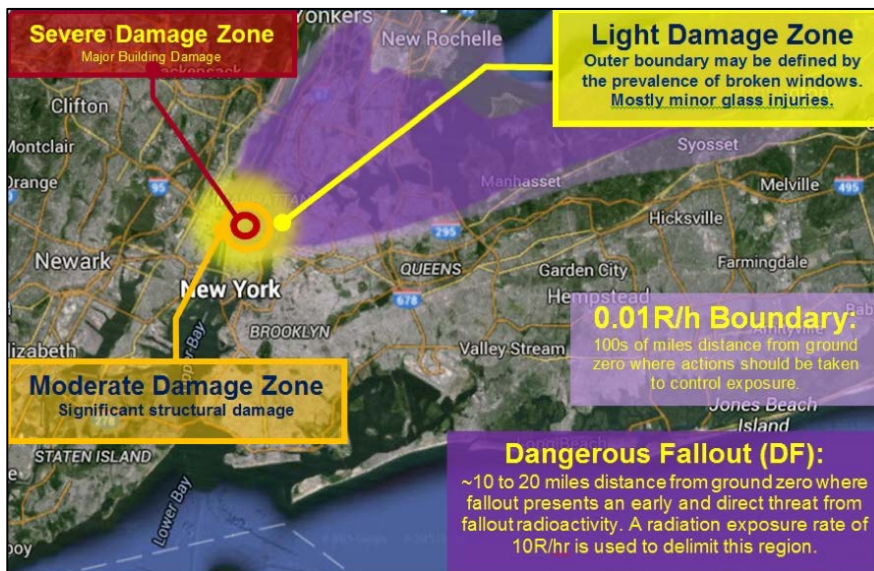 Severe Damage Zone
Major Building Damage
Yonkers
New Rochelle
Light Damage Zone
Outer boundary may be defined by
the prevalence of broken windows.
Mostly minor glass injuries.
Clifton
Montclair
Orange
95
Syosset
Manhasset
Melville
495
Hicksville
295
Newark
QUEENS
Garden City
Farmingdale
New York
678
Hempstead
BROOKLYN
0.01R/h Boundary:
100s of miles distance from ground
zero where actions should be taken
to control exposure.
Valley Stream
Moderate Damage Zone
Significant structural damage
Jones Beach
Island
STATEN ISLAND
Lower Bay
Dangerous Fallout (DF):
~10 to 20 miles distance from ground zero where
fallout presents an early and direct threat from
fallout radioactivity. A radiation exposure rate of
10R/hr is used to delimit this region.